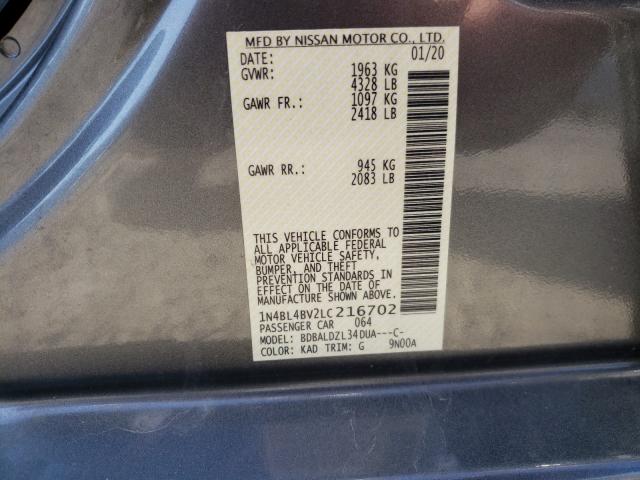 MFD BY NISSAN MOTOR CO., LTD.
DATE: 01/20
GVWR: 1963 KG
4328 LB
GAWR FR.: 1097 KG
2418 LB
GAWR RR.: 945 KG
2083 LB
THIS VEHICLE CONFORMS TO
ALL APPLICABLE FEDERAL
MOTOR VEHICLE SAFETY,
BUMPER, AND THEFT
PREVENTION STANDARDS IN
EFFECT ON THE DATE OF
MANUFACTURE SHOWN ABOVE.
1N4BL4BV2LC216702
PASSENGER CAR 064
MODEL: BDBALDZL34DUA---C-
COLOR: KAD TRIM: G 9N00A